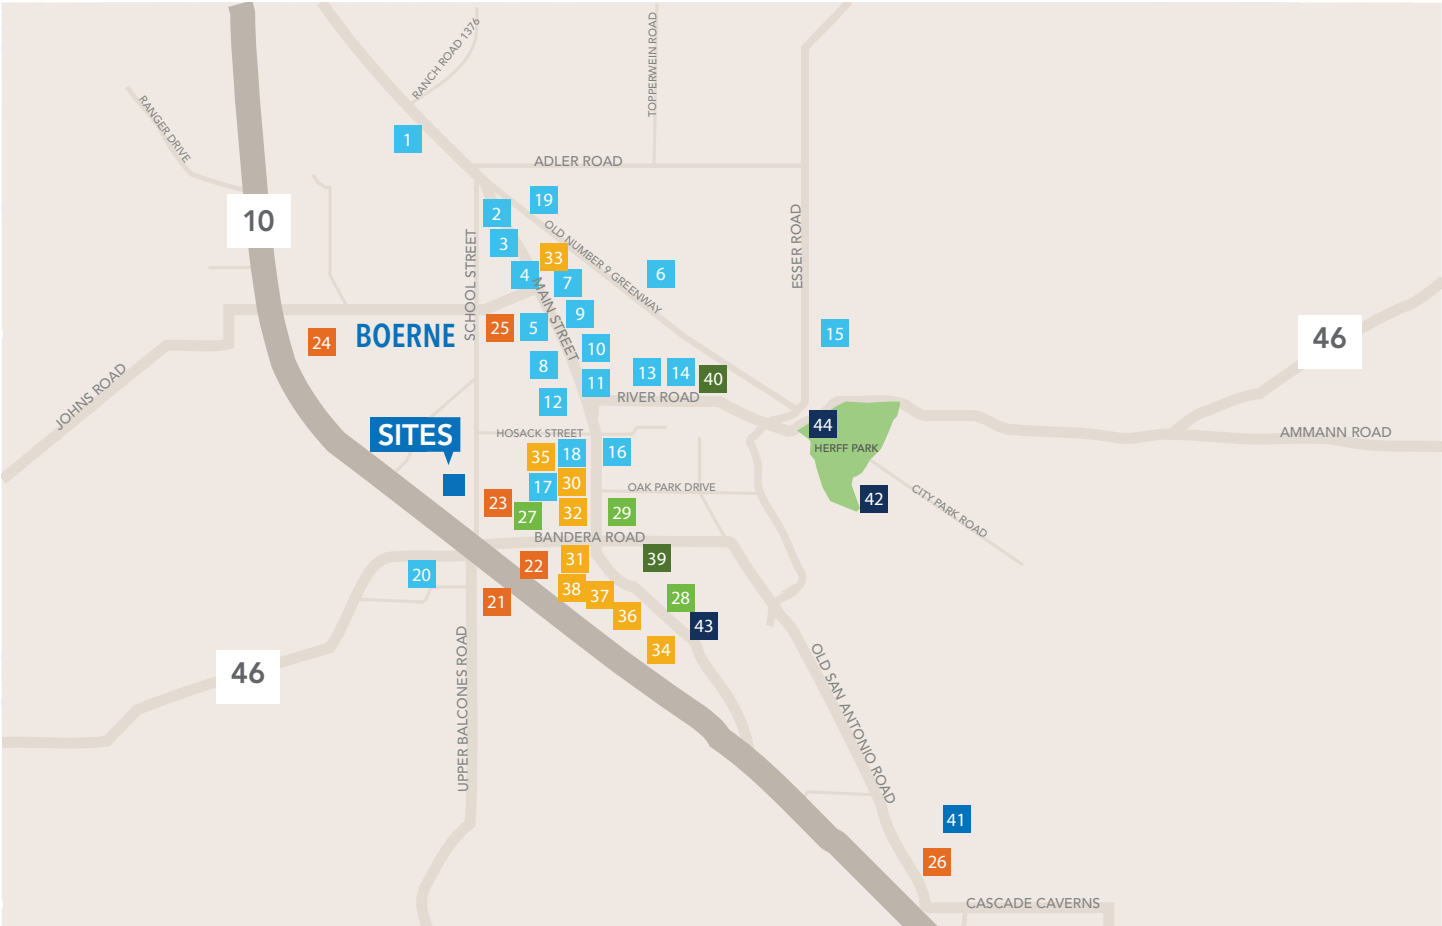 RANCH ROAD 1376
TOPPERWEIN ROAD
RANGER DRIVE
1
ADLER ROAD
19
2
10
3
OLD NUMBER 9 GREENWAY
33
ESSER ROAD
SCHOOL STREET
4
7
6
MAIN STREET
9
25
5
15
BOERNE
24
46
10
8
13
14
40
11
JOHNS ROAD
12
RIVER ROAD
44
SITES
HOSACK STREET
AMMANN ROAD
HERFF PARK
35
18
16
17
30
OAK PARK DRIVE
42
CITY PARK ROAD
23
27
32
29
BANDERA ROAD
31
39
22
20
38
37
28
21
36
43
34
46
UPPER BALCONES ROAD
OLD SAN ANTONIO ROAD
41
26
CASCADE CAVERNS